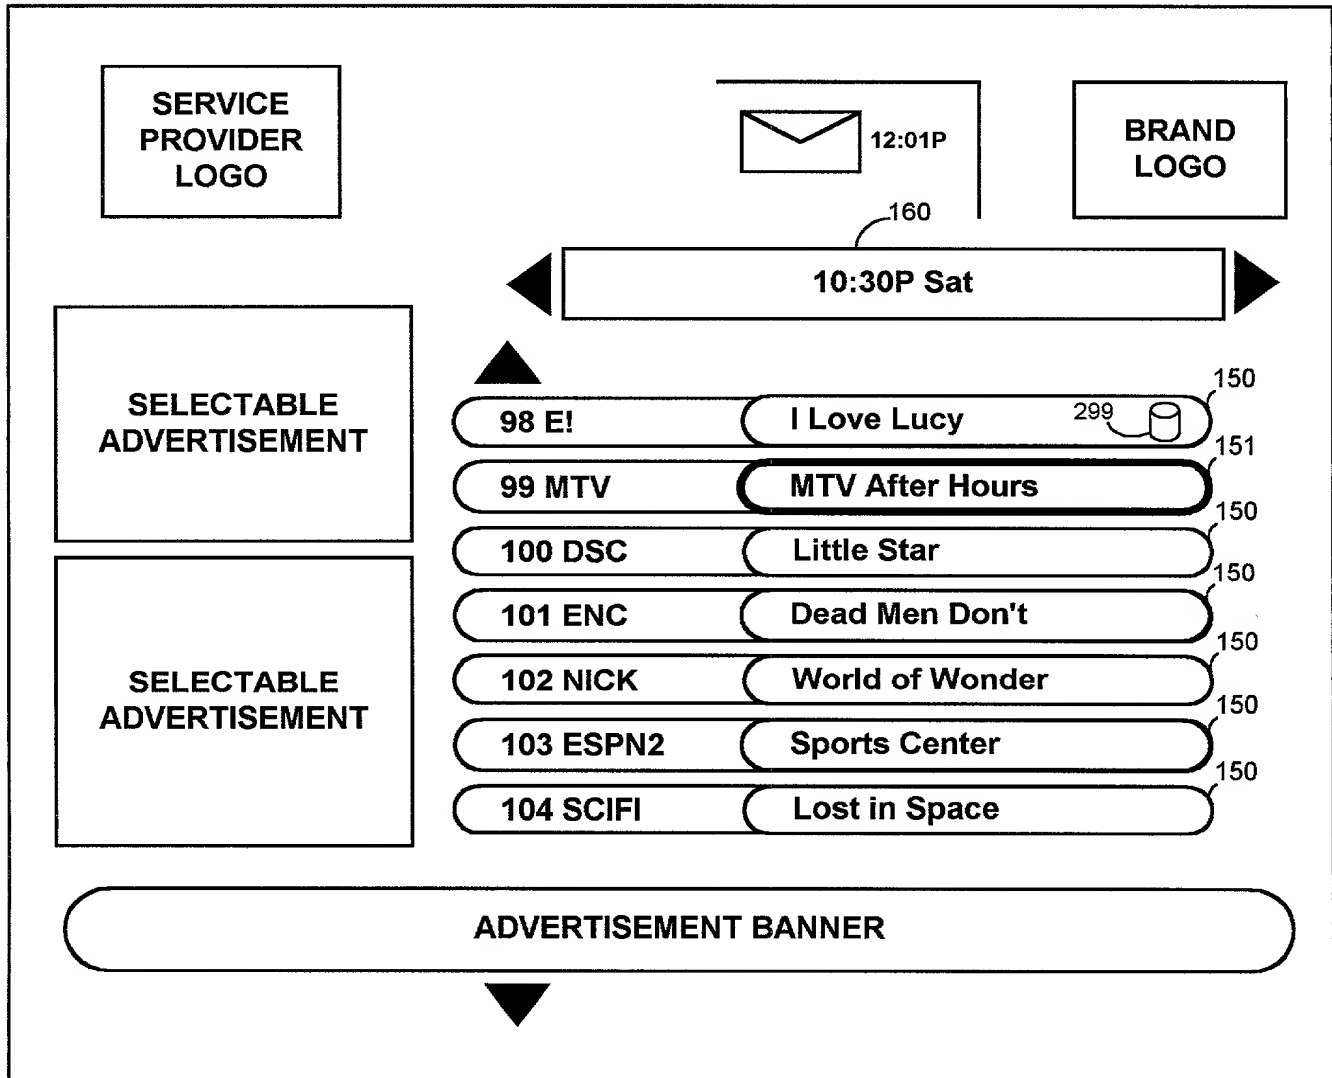 SERVICE
PROVIDER
LOGO
12:01P
BRAND
LOGO
160
10:30P Sat
SELECTABLE
ADVERTISEMENT
150
98 E! I Love Lucy 299
151
99 MTV MTV After Hours
150
100 DSC Little Star
150
101 ENC Dead Men Don't
150
102 NICK World of Wonder
150
103 ESPN2 Sports Center
150
104 SCIFI Lost in Space
SELECTABLE
ADVERTISEMENT
ADVERTISEMENT BANNER